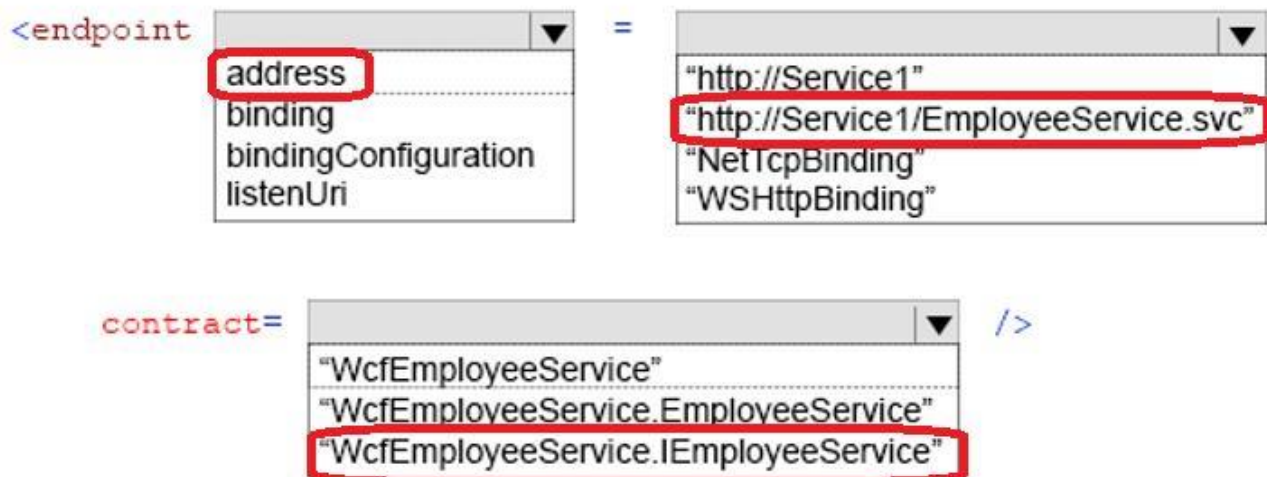 <endpoint ▼ =
address
binding
bindingConfiguration
listenUri
▼
“http://Service1”
“http://Service1/EmployeeService.svc”
“NetTcpBinding”
“WSHttpBinding”
contract= ▼ />
“WcfEmployeeService”
“WcfEmployeeService.EmployeeService”
“WcfEmployeeService.IEmployeeService”